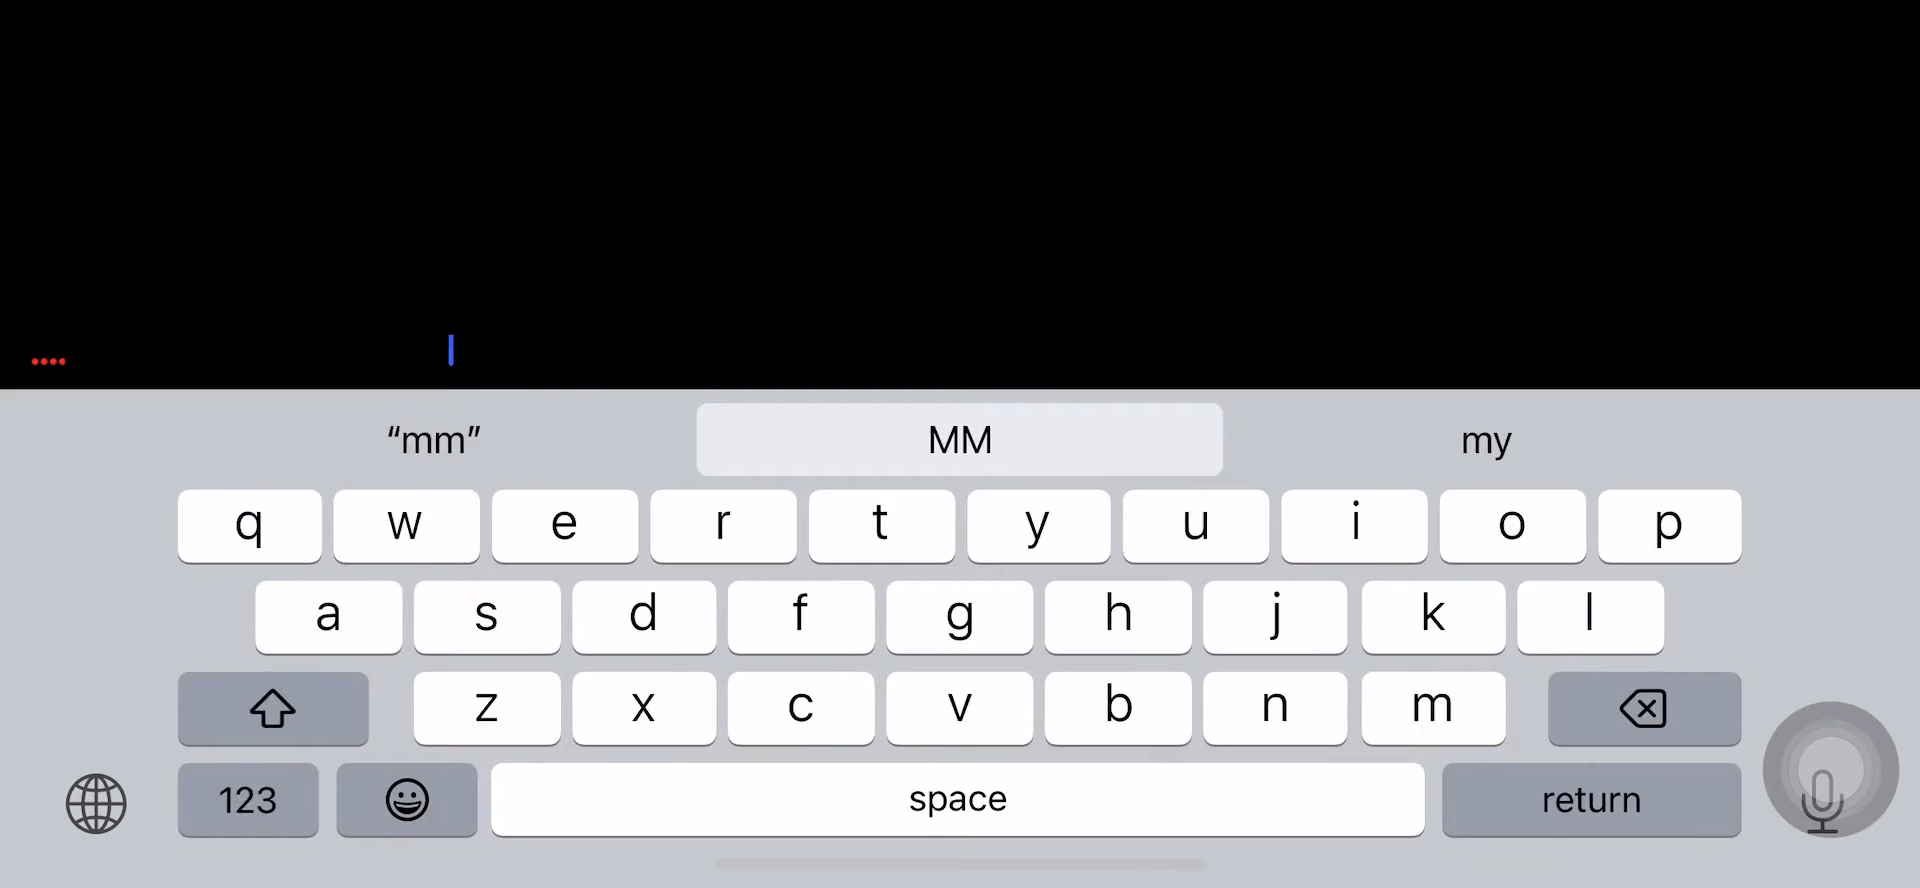 “mm” MM my
q w e r t y u i o p
a s d f g h j k l
z x c v b n m
123 space return